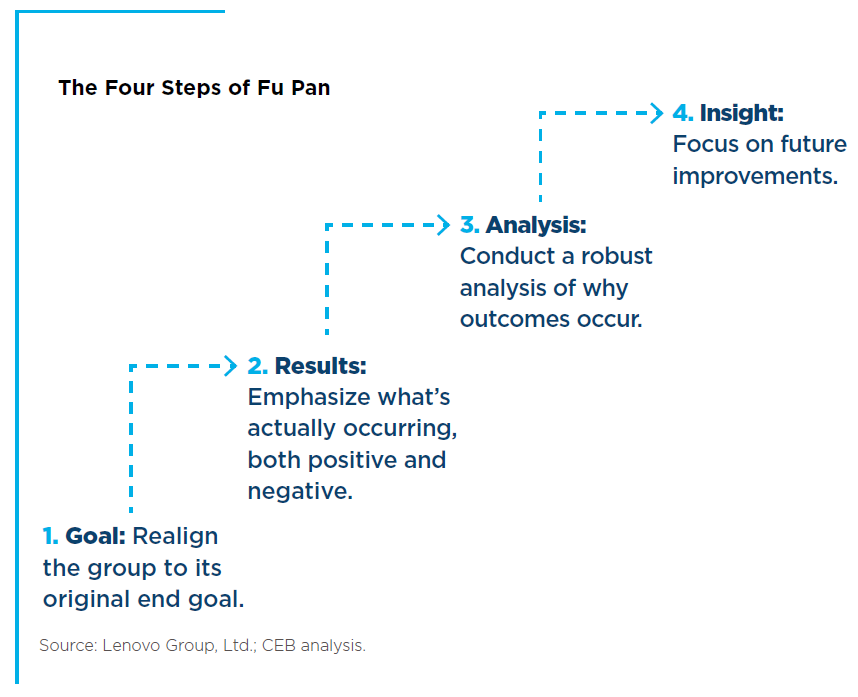 The Four Steps of Fu Pan
1. Goal: Realign
the group to its
original end goal.
2. Results:
Emphasize what’s
actually occurring,
both positive and
negative.
3. Analysis:
Conduct a robust
analysis of why
outcomes occur.
4. Insight:
Focus on future
improvements.
Source: Lenovo Group, Ltd.; CEB analysis.